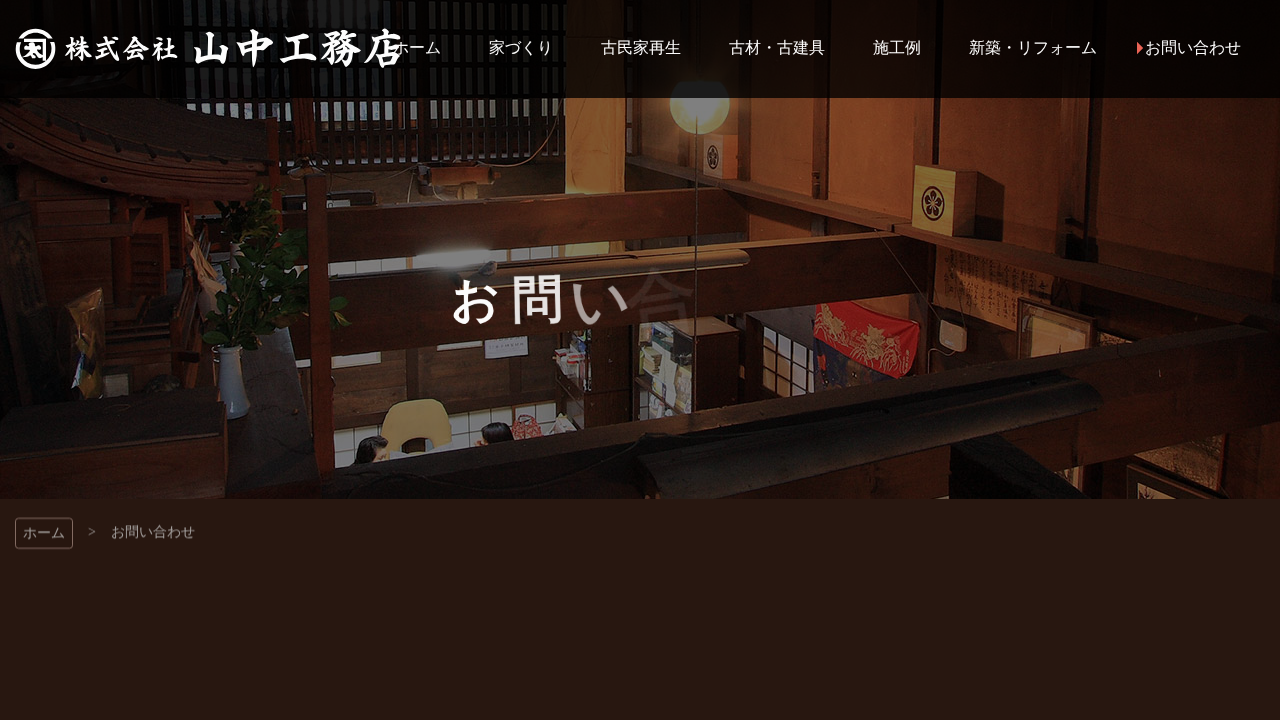 株式会社 山中工務店
ホーム
家づくり
古民家再生
古材・古建具
施工例
新築・リフォーム
お問い合わせ
お問い合
ホーム > お問い合わせ